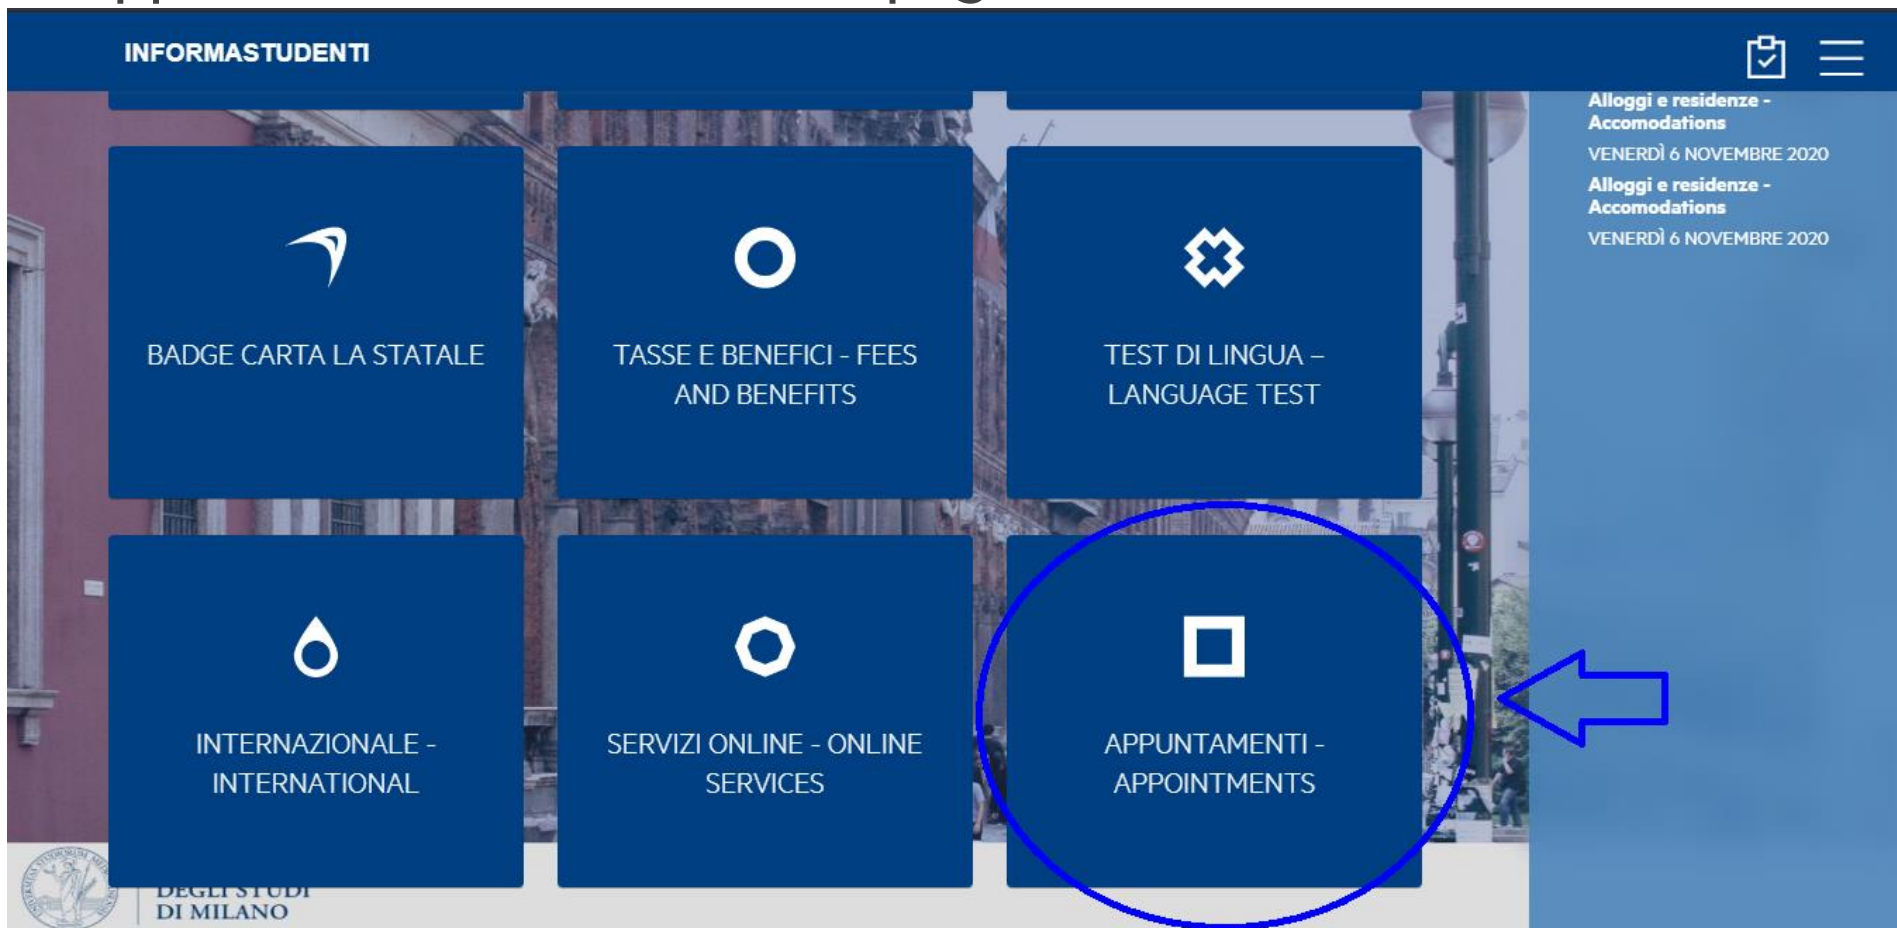 INFORMASTUDENTI
Alloggi e residenze -
Accomodations
VENERDÌ 6 NOVEMBRE 2020
Alloggi e residenze -
Accomodations
VENERDÌ 6 NOVEMBRE 2020
BADGE CARTA LA STATALE
TASSE E BENEFICI - FEES
AND BENEFITS
TEST DI LINGUA –
LANGUAGE TEST
INTERNAZIONALE -
INTERNATIONAL
SERVIZI ONLINE - ONLINE
SERVICES
APPUNTAMENTI -
APPOINTMENTS
DEGLI STUDI
DI MILANO